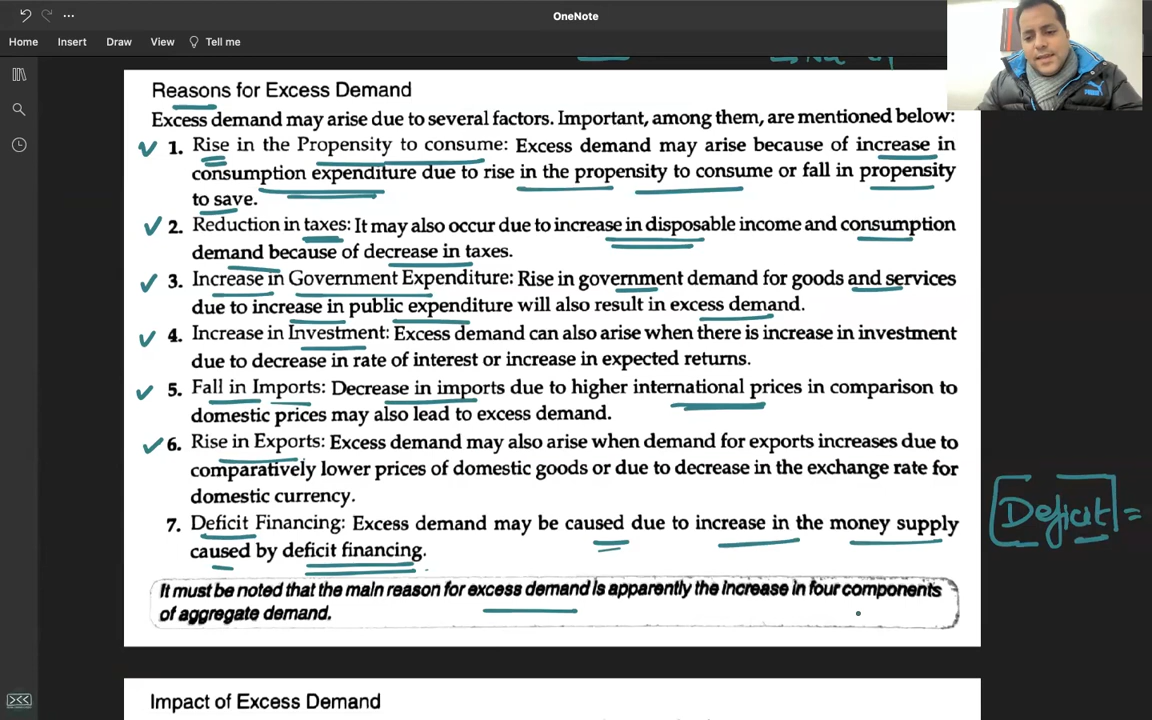 OneNote
Home Insert Draw View Tell me
Reasons for Excess Demand
Excess demand may arise due to several factors. Important, among them, are mentioned below:
1. Rise in the Propensity to consume: Excess demand may arise because of increase in
consumption expenditure due to rise in the propensity to consume or fall in propensity
to save.
2. Reduction in taxes: It may also occur due to increase in disposable income and consumption
demand because of decrease in taxes.
3. Increase in Government Expenditure: Rise in government demand for goods and services
due to increase in public expenditure will also result in excess demand.
4. Increase in Investment: Excess demand can also arise when there is increase in investment
due to decrease in rate of interest or increase in expected returns.
5. Fall in Imports: Decrease in imports due to higher international prices in comparison to
domestic prices may also lead to excess demand.
6. Rise in Exports: Excess demand may also arise when demand for exports increases due to
comparatively lower prices of domestic goods or due to decrease in the exchange rate for
domestic currency.
7. Deficit Financing: Excess demand may be caused due to increase in the money supply
caused by deficit financing.
Deficit =
It must be noted that the main reason for excess demand is apparently the increase in four components
of aggregate demand.
Impact of Excess Demand